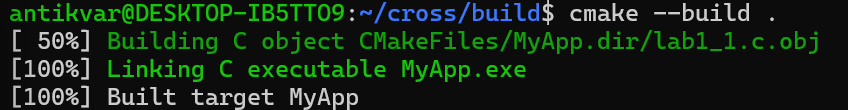 antikvar@DESKTOP-IB5TTO9:~/cross/build$ cmake --build .
[ 50%] Building C object CMakeFiles/MyApp.dir/lab1_1.c.obj
[100%] Linking C executable MyApp.exe
[100%] Built target MyApp